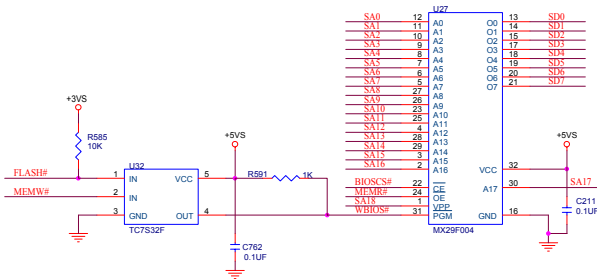 U27
SA0 12 A0 O0 13 SD0
SA1 11 A1 O1 14 SD1
SA2 10 A2 O2 15 SD2
SA3 9 A3 O3 17 SD3
SA4 8 A4 O4 18 SD4
SA5 7 A5 O5 19 SD5
SA6 6 A6 O6 20 SD6
SA7 5 A7 O7 21 SD7
SA8 27 A8
SA9 26 A9
SA10 23 A10
SA11 25 A11
SA12 4 A12
SA13 28 A13
SA14 29 A14
SA15 3 A15
SA16 2 A16
VCC 32 +5VS
A17 30 SA17
BIOSCS# 22 CE
MEMR# 24 OE
SA18 1 VPP
WBIOS# 31 PGM GND 16
MX29F004
C211
0.1UF
+3VS
R585
10K
+5VS
U32
FLASH# 1 IN VCC 5 R591 1K
MEMW# 2 IN
3 GND OUT 4
TC7S32F
C762
0.1UF